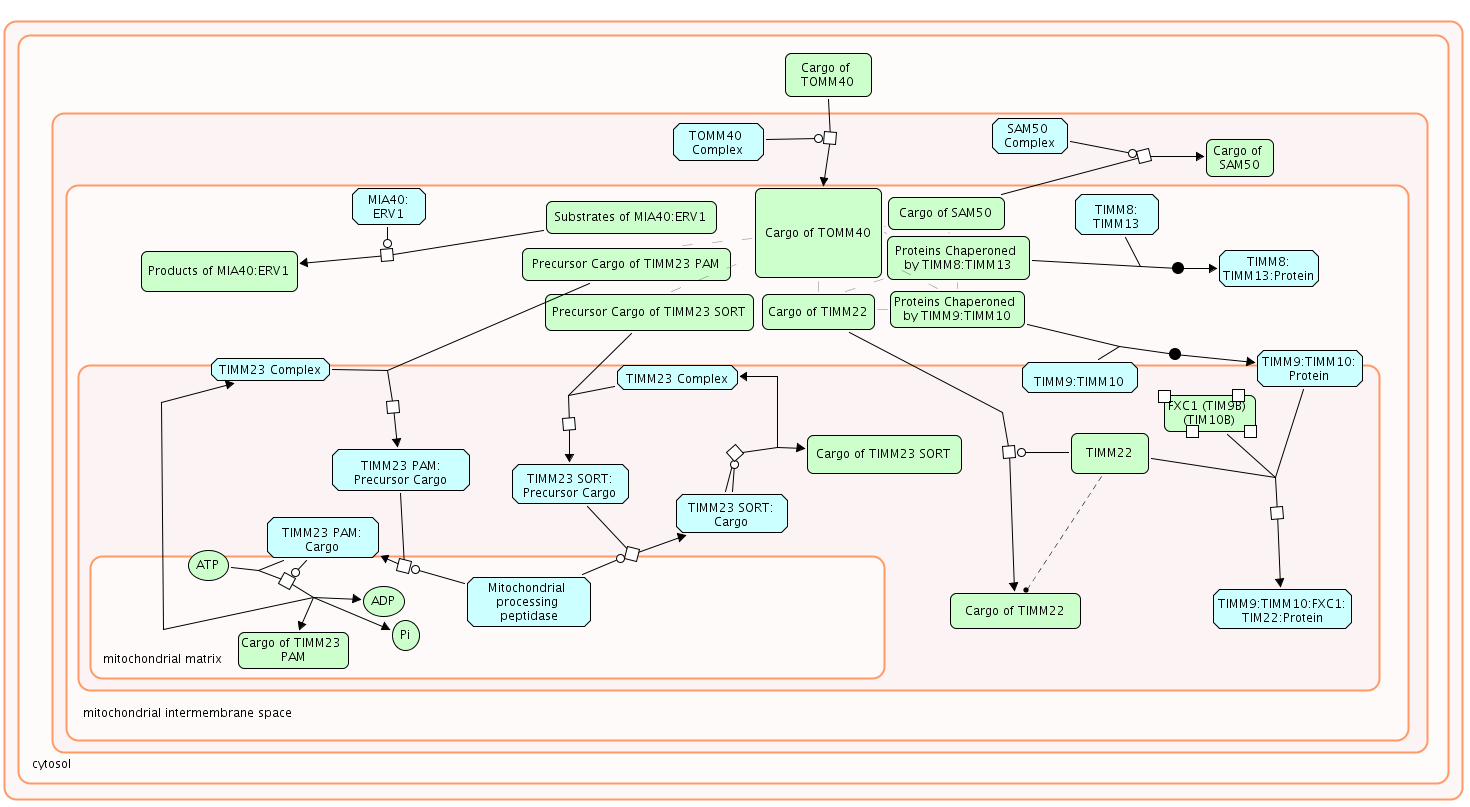 Cargo of
TOMM40
TOMM40
Complex
SAM50
Complex
Cargo of
SAM50
MIA40:
ERV1
Substrates of MIA40:ERV1
Products of MIA40:ERV1
Precursor Cargo of TIMM23 PAM
Precursor Cargo of TIMM23 SORT
Cargo of TOMM40
Cargo of TIMM22
Cargo of SAM50
Proteins Chaperoned
by TIMM8:TIMM13
Proteins Chaperoned
by TIMM9:TIMM10
TIMM8:
TIMM13
TIMM8:
TIMM13:Protein
TIMM23 Complex
TIMM23 Complex
TIMM9:TIMM10
TIMM9:TIMM10:
Protein
FXC1 (TIM9B)
(TIM10B)
TIMM23 PAM:
Precursor Cargo
TIMM23 SORT:
Precursor Cargo
Cargo of TIMM23 SORT
TIMM22
TIMM23 SORT:
Cargo
TIMM23 PAM:
Cargo
ATP
ADP
Pi
Mitochondrial
processing
peptidase
Cargo of TIMM23
PAM
Cargo of TIMM22
TIMM9:TIMM10:FXC1:
TIM22:Protein
mitochondrial matrix
mitochondrial intermembrane space
cytosol